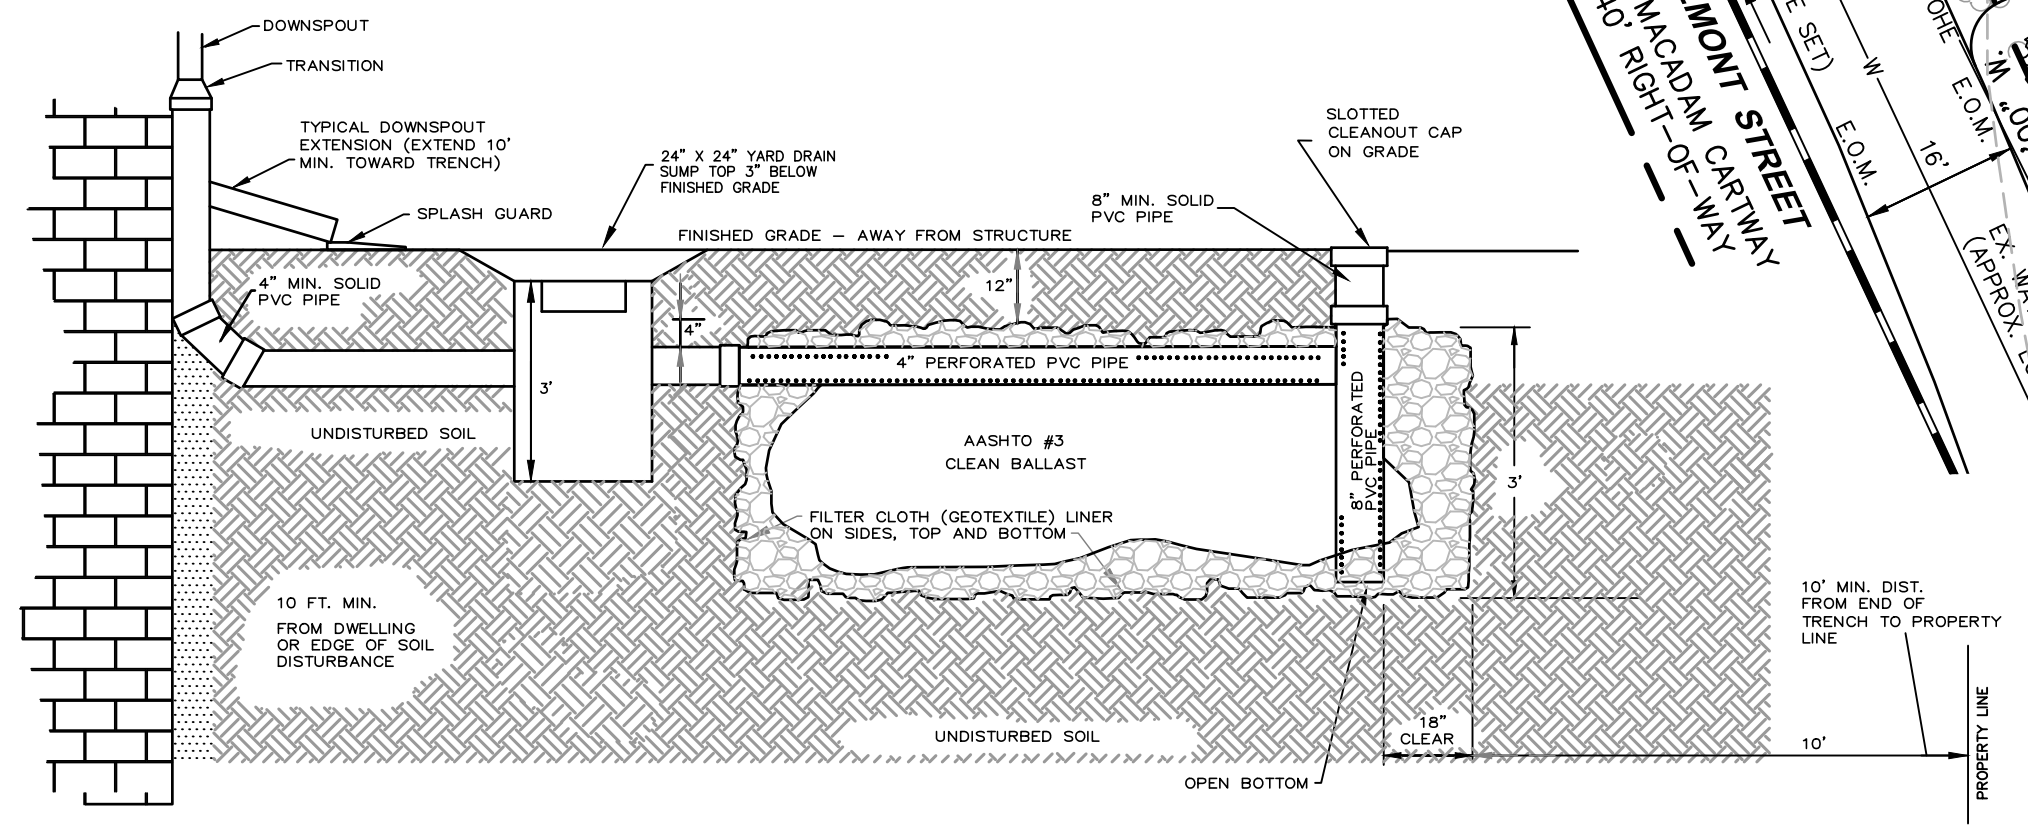 DOWNSPOUT
TRANSITION
TYPICAL DOWNSPOUT
EXTENSION (EXTEND 10'
MIN. TOWARD TRENCH)
SPLASH GUARD
24" X 24" YARD DRAIN
SUMP TOP 3" BELOW
FINISHED GRADE
FINISHED GRADE – AWAY FROM STRUCTURE
8" MIN. SOLID
PVC PIPE
SLOTTED
CLEANOUT CAP
ON GRADE
4" MIN. SOLID
PVC PIPE
12"
4"
3'
4" PERFORATED PVC PIPE
8" PERFORATED
PVC PIPE
3'
UNDISTURBED SOIL
AASHTO #3
CLEAN BALLAST
FILTER CLOTH (GEOTEXTILE) LINER
ON SIDES, TOP AND BOTTOM
10 FT. MIN.
FROM DWELLING
OR EDGE OF SOIL
DISTURBANCE
UNDISTURBED SOIL
OPEN BOTTOM
18"
CLEAR
10' MIN. DIST.
FROM END OF
TRENCH TO PROPERTY
LINE
10'
PROPERTY LINE
MONT STREET
MACADAM CARTWAY
40' RIGHT-OF-WAY
E SET)
E.O.M.
W
16'
OHE
E.O.M.
EX. WA
(APPROX.